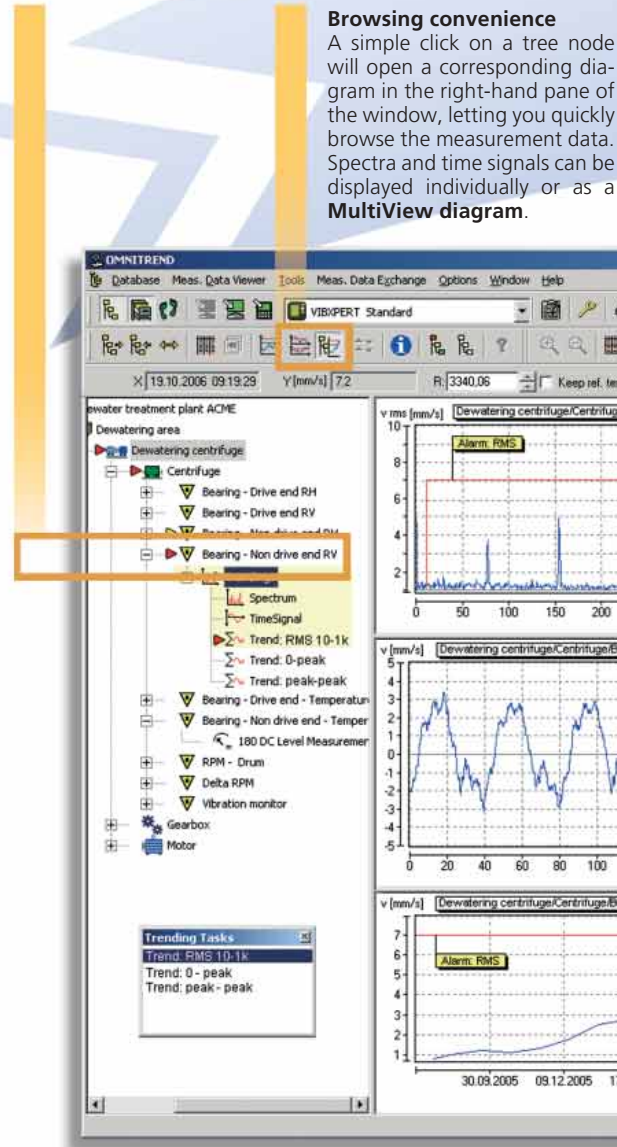 Browsing convenience
A simple click on a tree node
will open a corresponding dia-
gram in the right-hand pane of
the window, letting you quickly
browse the measurement data.
Spectra and time signals can be
displayed individually or as a
MultiView diagram.
OMNITREND
Database Meas. Data Viewer Tools Meas. Data Exchange Options Window Help
VIBXPERT Standard
X 19.10.2006 09:19:29 Y [mm/s] 7.2 R: 3340,06 Keep ref.
ewater treatment plant ACME
Dewatering area
Dewatering centrifuge
Centrifuge
Bearing - Drive end RH
Bearing - Drive end RV
Bearing - Non drive end RH
Bearing - Non drive end RV
Spectrum
TimeSignal
Trend: RMS 10-1k
Trend: 0-peak
Trend: peak-peak
Bearing - Drive end - Temperatur
Bearing - Non drive end - Temper
180 DC Level Measuremer
RPM - Drum
Delta RPM
Vibration monitor
Gearbox
Motor
Trending Tasks
Trend: RMS 10-1k
Trend: 0 - peak
Trend: peak - peak
v rms [mm/s] Dewatering centrifuge/Centrifug
Alarm: RMS
10
8
6
4
2
0 50 100 150 200
v [mm/s] Dewatering centrifuge/Centrifuge/B
5
4
3
2
1
0
-1
-2
-3
-4
-5
0 20 40 60 80 100
v [mm/s] Dewatering centrifuge/Centrifuge/B
7
6
5
4
3
2
1
Alarm: RMS
30.09.2005 09.12.2005 1